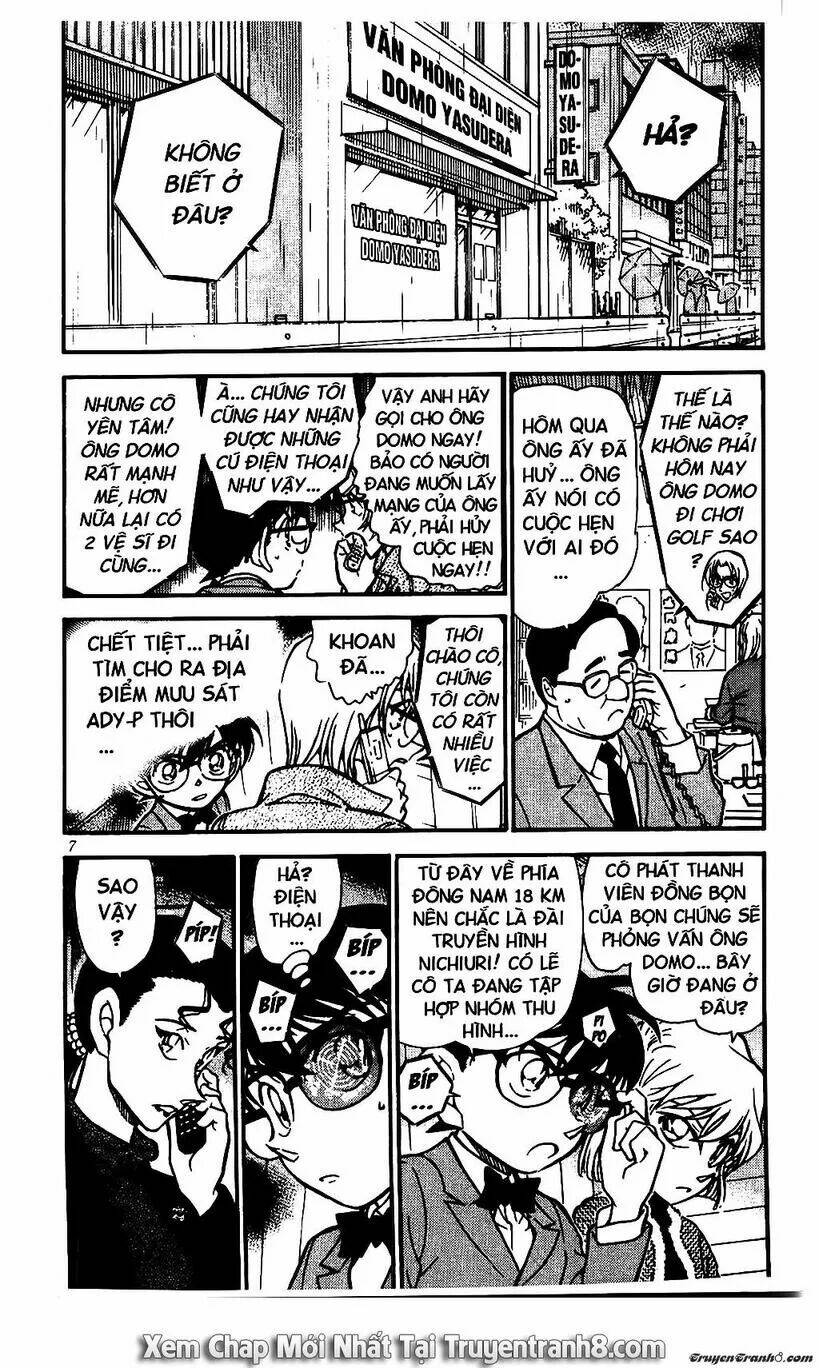 HẢ?
VĂN PHÒNG ĐẠI DIỆN
DOMO YASUDERA
DO-
MO
YA-
SU-
DE-
RA
VĂN PHÒNG ĐẠI DIỆN
DOMO YASUDERA
KHÔNG
BIẾT Ở
ĐÂU?
THẾ LÀ
THẾ NÀO?
KHÔNG PHẢI
HÔM NAY
ÔNG DOMO
ĐI CHƠI
GOLF SAO
?
HÔM QUA
ÔNG ẤY ĐÃ
HUỶ... ÔNG
ẤY NÓI CÓ
CUỘC HẸN
VỚI AI ĐÓ
...
VẬY ANH HÃY
GỌI CHO ÔNG
DOMO NGAY!
BẢO CÓ NGƯỜI
ĐANG MUỐN LẤY
MẠNG CỦA ÔNG
ẤY, PHẢI HỦY
CUỘC HẸN
NGAY!!
À... CHÚNG TÔI
CŨNG HAY NHẬN
ĐƯỢC NHỮNG
CÚ ĐIỆN THOẠI
NHƯ VẬY...
NHƯNG CÔ
YÊN TÂM!
ÔNG DOMO
RẤT MẠNH
MẼ, HƠN
NỮA LẠI CÓ
2 VỆ SĨ ĐI
CÙNG...
THÔI
CHÀO CÔ,
CHÚNG
TÔI CÒN
CÓ RẤT
NHIỀU
VIỆC
...
KHOAN
ĐÃ...
CHẾT TIỆT... PHẢI
TÌM CHO RA ĐỊA
ĐIỂM MƯU SÁT
ADY-P THÔI
...
7
CÔ PHÁT THANH
VIÊN ĐỒNG BỌN
CỦA BỌN CHÚNG SẼ
PHỎNG VẤN ÔNG
DOMO... BÂY
GIỜ ĐANG Ở
ĐÂU?
TỪ ĐÂY VỀ PHÍA
ĐÔNG NAM 18 KM
NÊN CHẮC LÀ ĐÀI
TRUYỀN HÌNH
NICHIURI! CÓ LẼ
CÔ TA ĐANG TẬP
HỢP NHÓM THU
HÌNH...
PI
PO
BÍP
...
HẢ?
ĐIỆN
THOẠI
...
BÍP
...
BÍP
...
SAO
VẬY
?
PÍP!
Xem Chap Mới Nhất Tại Truyentranh8.com
TruyenTranh8.com